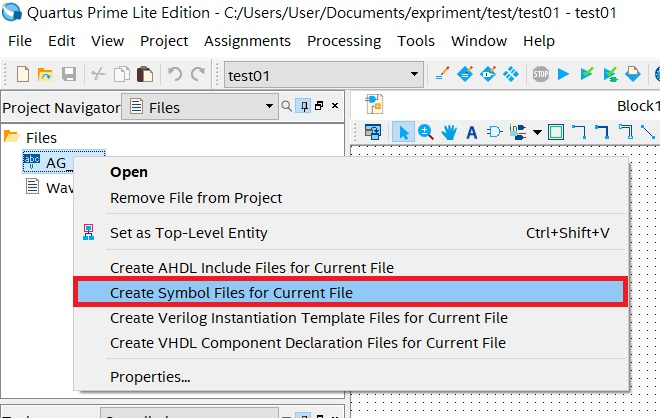 Quartus Prime Lite Edition - C:/Users/User/Documents/expriment/test/test01 - test01
File Edit View Project Assignments Processing Tools Window Help
test01
Project Navigator Files
Block1
Files
abc
AG_
Wav
Open
Remove File from Project
Set as Top-Level Entity Ctrl+Shift+V
Create AHDL Include Files for Current File
Create Symbol Files for Current File
Create Verilog Instantiation Template Files for Current File
Create VHDL Component Declaration Files for Current File
Properties...